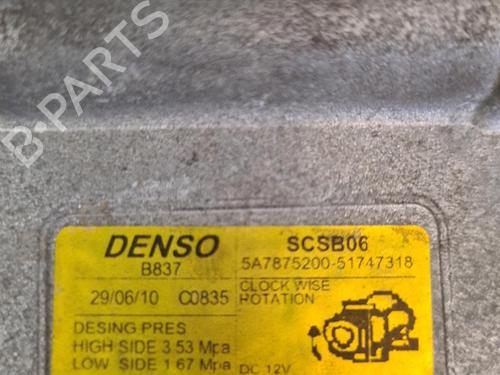 B-PARTS
DENSO
SCSB06
B837
5A7875200-51747318
29/06/10 C0835
CLOCK WISE
ROTATION
DESING PRES
HIGH SIDE 3.53 Mpa
LOW SIDE 1.67 Mpa
DC 12V